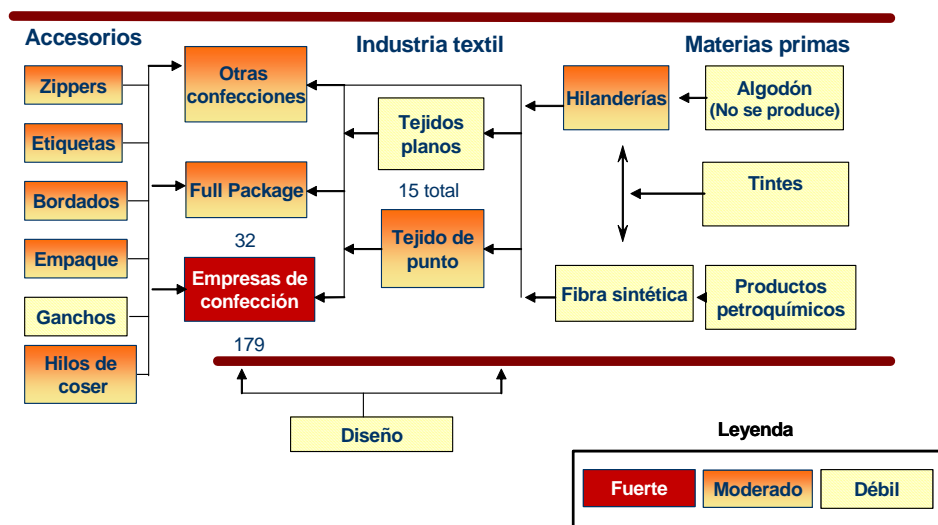 Accesorios
Industria textil
Materias primas
Zippers
Etiquetas
Bordados
Empaque
Ganchos
Hilos de
coser
Otras
confecciones
Full Package
32
Empresas de
confección
179
Tejidos
planos
15 total
Tejido de
punto
Hilanderías
Fibra sintética
Algodón
(No se produce)
Tintes
Productos
petroquímicos
Diseño
Leyenda
Fuerte
Moderado
Débil